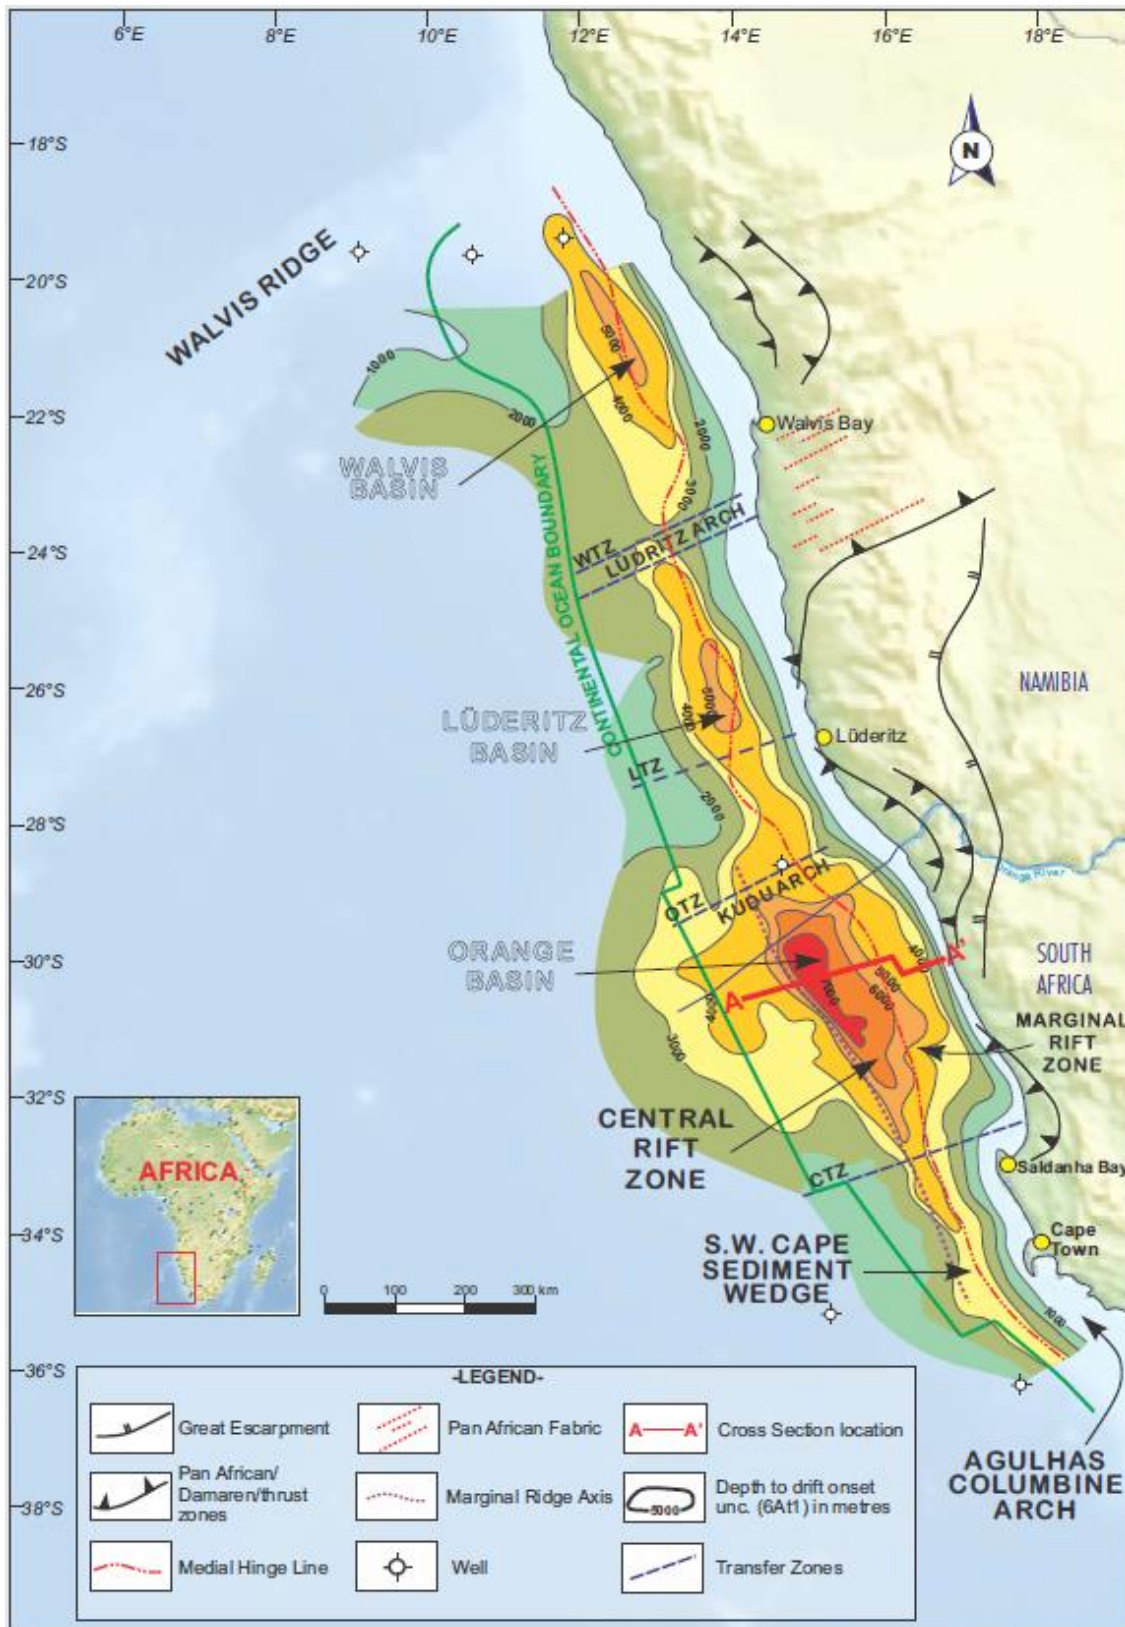 6°E
8°E
10°E
12°E
14°E
16°E
18°E
18°S
20°S
22°S
24°S
26°S
28°S
30°S
32°S
34°S
36°S
38°S
N
WALVIS RIDGE
1000
2000
5000
4000
2000
3000
Walvis Bay
WALVIS
BASIN
CONTINENTAL OCEAN BOUNDARY
WTZ
LÜDRITZ ARCH
NAMIBIA
LÜDERITZ
BASIN
5000
4000
Lüderitz
LTZ
2000
Orange River
OTZ
KUDU ARCH
ORANGE
BASIN
SOUTH
AFRICA
A
A'
4000
5000
6000
7000
4000
3000
MARGINAL
RIFT
ZONE
CENTRAL
RIFT
ZONE
CTZ
Saldanha Bay
Cape
Town
S.W. CAPE
SEDIMENT
WEDGE
AFRICA
0
100
200
300 km
AGULHAS
COLUMBINE
ARCH
-LEGEND-
Great Escarpment
Pan African Fabric
A
A'
Cross Section location
Pan African/
Damaren/thrust
zones
Marginal Ridge Axis
5000
Depth to drift onset
unc. (6At1) in metres
Medial Hinge Line
Well
Transfer Zones